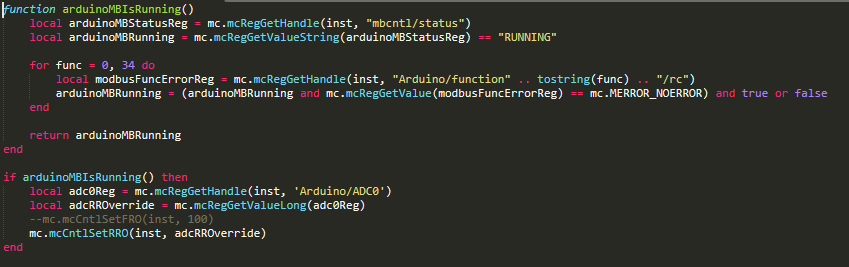 function arduinoMBIsRunning()
    local arduinoMBStatusReg = mc.mcRegGetHandle(inst, "mbcntl/status")
    local arduinoMBRunning = mc.mcRegGetValueString(arduinoMBStatusReg) == "RUNNING"

    for func = 0, 34 do
        local modbusFuncErrorReg = mc.mcRegGetHandle(inst, "Arduino/function" .. tostring(func) .. "/rc")
        arduinoMBRunning = (arduinoMBRunning and mc.mcRegGetValue(modbusFuncErrorReg) == mc.MERROR_NOERROR) and true or false
    end

    return arduinoMBRunning
end

if arduinoMBIsRunning() then
    local adc0Reg = mc.mcRegGetHandle(inst, 'Arduino/ADC0')
    local adcRROverride = mc.mcRegGetValueLong(adc0Reg)
    --mc.mcCntlSetFRO(inst, 100)
    mc.mcCntlSetRRO(inst, adcRROverride)
end